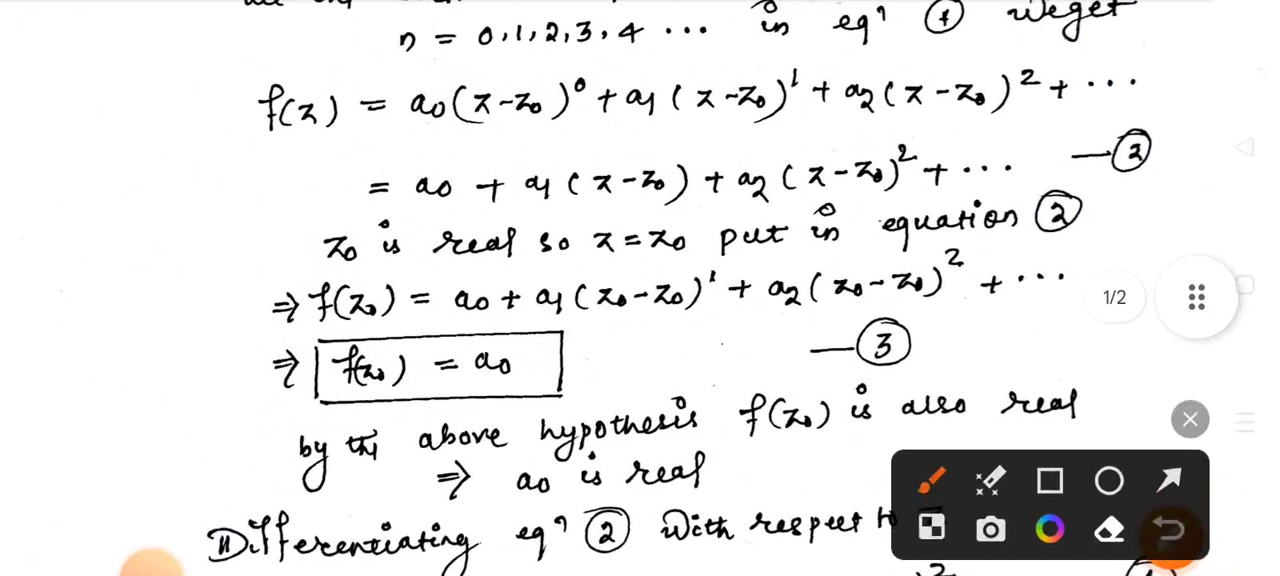 n = 0,1,2,3,4 ... in eqⁿ ① we get
f(z) = a₀(z-z₀)⁰ + a₁(z-z₀)¹ + a₂(z-z₀)² + ...
= a₀ + a₁(z-z₀) + a₂(z-z₀)² + ... —②
z₀ is real so z=z₀ put in equation ②
⇒ f(z₀) = a₀ + a₁(z₀-z₀)¹ + a₂(z₀-z₀)² + ...
1/2
⇒ f(z₀) = a₀ —③
by the above hypothesis f(z₀) is also real
⇒ a₀ is real
Differentiating eqⁿ ② with respect to